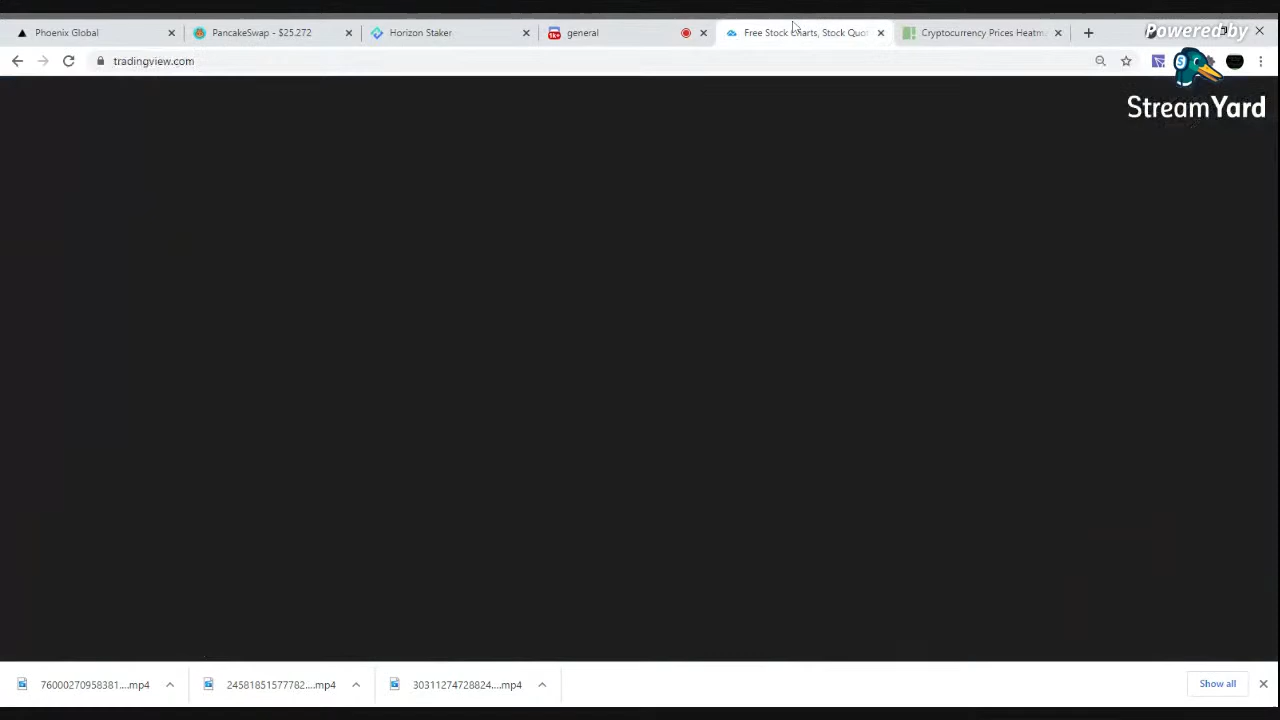 Phoenix Global
PancakeSwap - $25.272
Horizon Staker
1k+
general
Free Stock Charts, Stock Quo
Cryptocurrency Prices Heatm
Powered by
tradingview.com
S
StreamYard
76000270958381....mp4
24581851577782....mp4
30311274728824....mp4
Show all